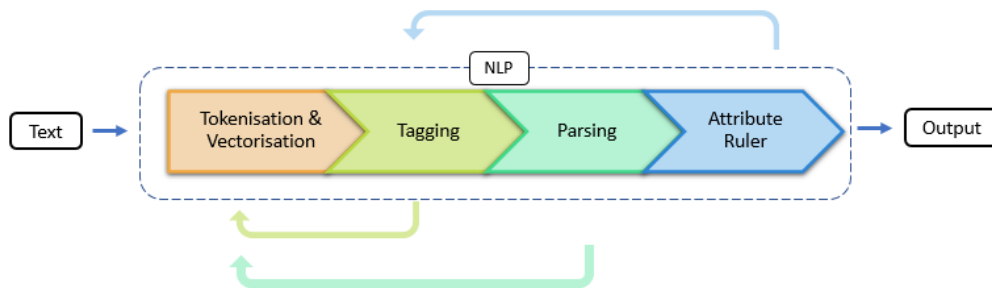 NLP
Text
Tokenisation &
Vectorisation
Tagging
Parsing
Attribute
Ruler
Output